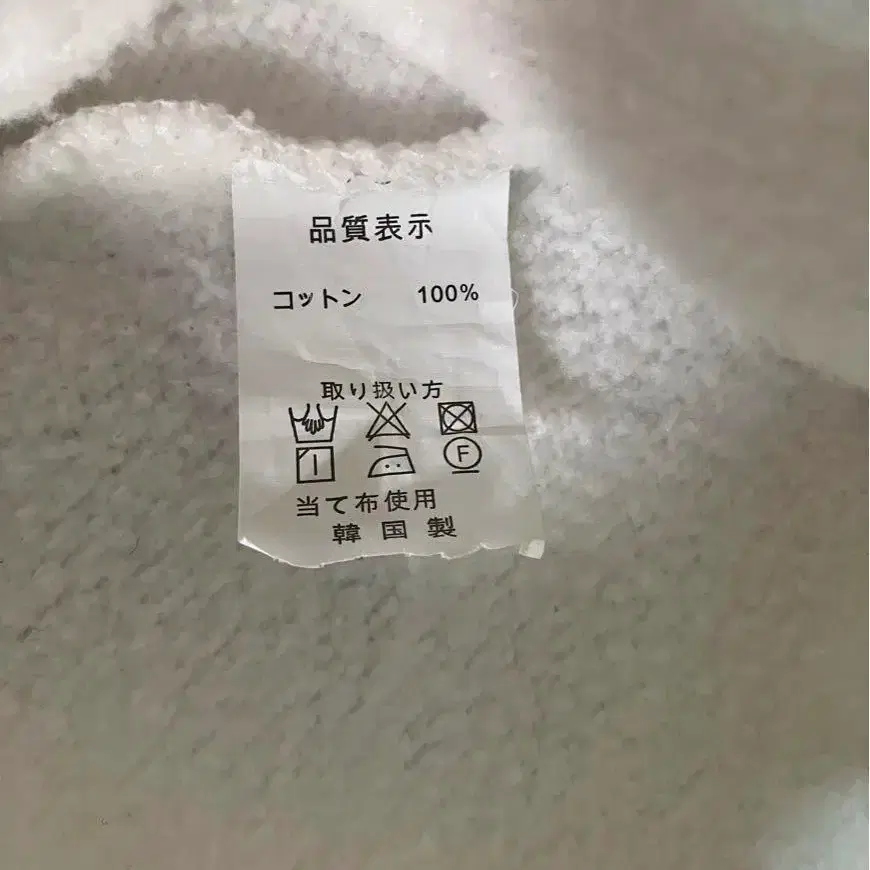 品質表示
コットン 100%
取り扱い方
F
当て布使用
韓国製